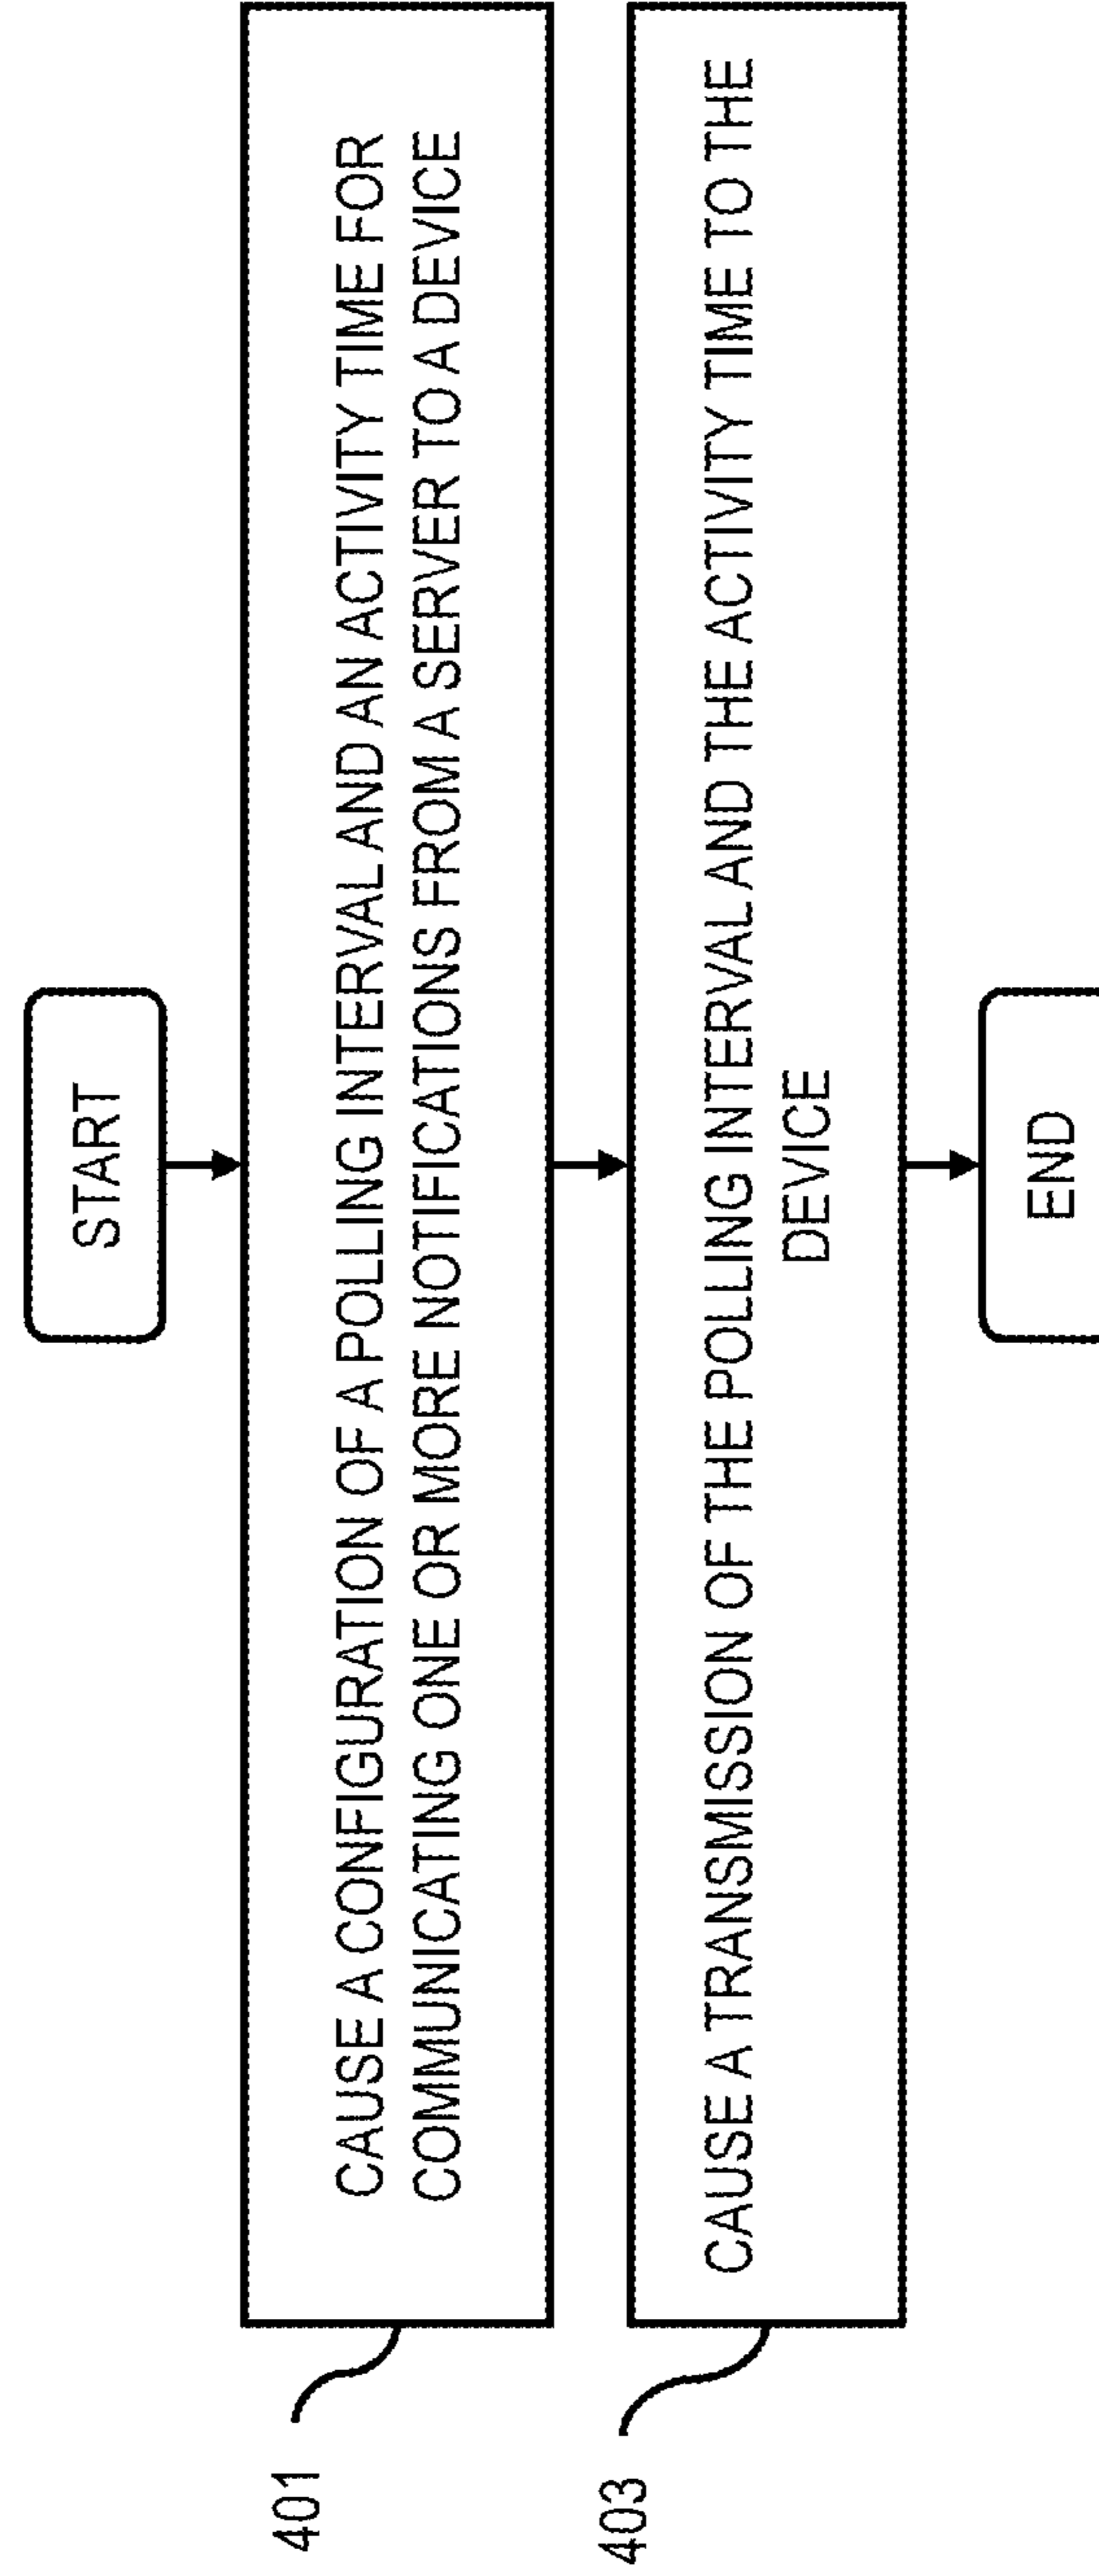 START
401
CAUSE A CONFIGURATION OF A POLLING INTERVAL AND AN ACTIVITY TIME FOR
COMMUNICATING ONE OR MORE NOTIFICATIONS FROM A SERVER TO A DEVICE
403
CAUSE A TRANSMISSION OF THE POLLING INTERVAL AND THE ACTIVITY TIME TO THE
DEVICE
END